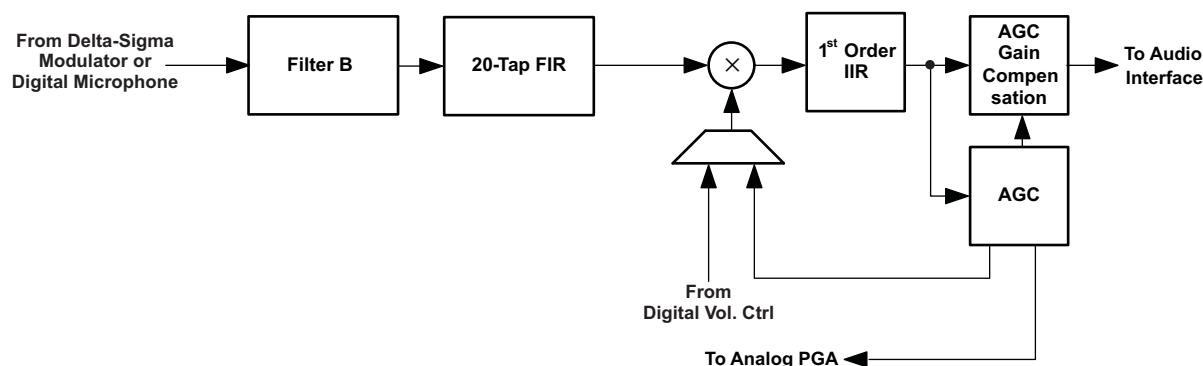 From Delta-Sigma
Modulator or
Digital Microphone
Filter B
20-Tap FIR
×
1st Order
IIR
AGC
Gain
Compen
sation
To Audio
Interface
AGC
From
Digital Vol. Ctrl
To Analog PGA